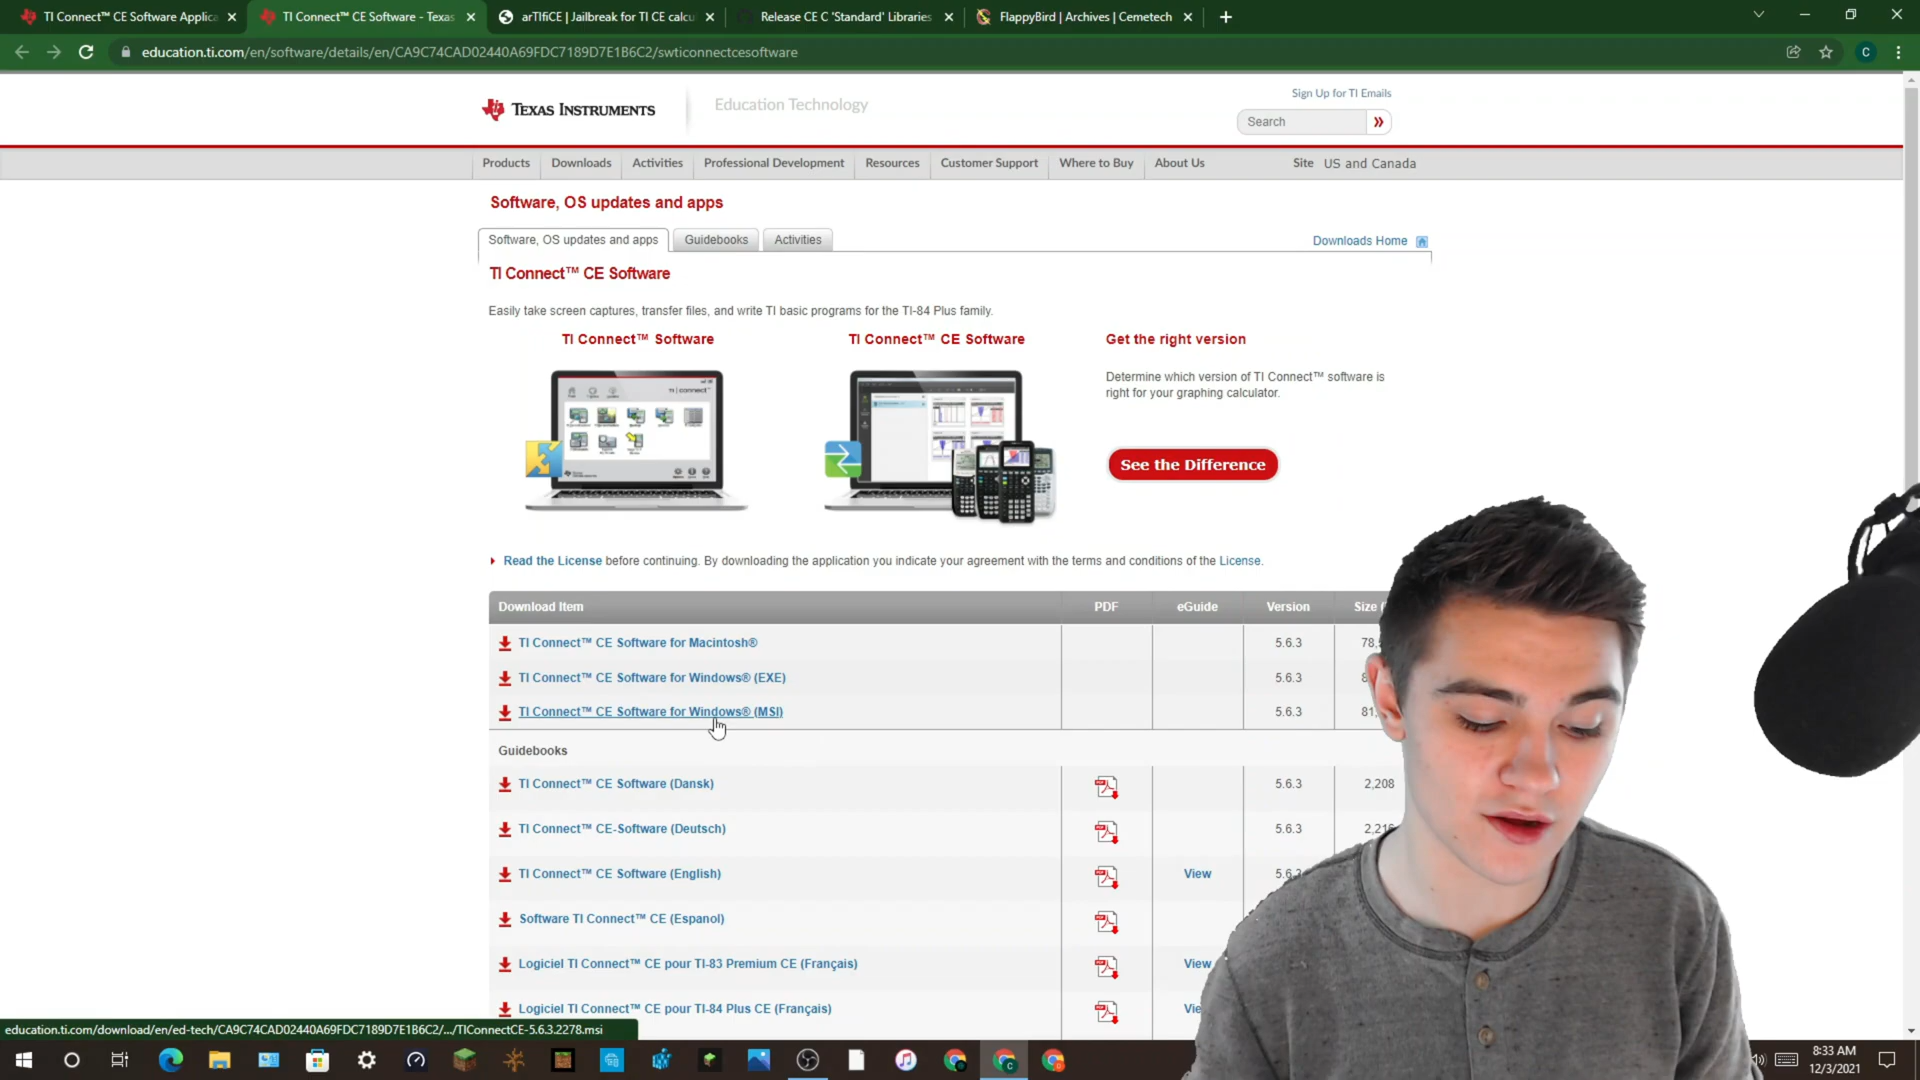 TI Connect™ CE Software Applica
TI Connect™ CE Software - Texas
arTIfiCE | Jailbreak for TI CE calcu
Release CE C 'Standard' Libraries
FlappyBird | Archives | Cemetech
education.ti.com/en/software/details/en/CA9C74CAD02440A69FDC7189D7E1B6C2/swticonnectcesoftware
C
Sign Up for TI Emails
TEXAS INSTRUMENTS
Education Technology
Search
Products
Downloads
Activities
Professional Development
Resources
Customer Support
Where to Buy
About Us
Site US and Canada
Software, OS updates and apps
Software, OS updates and apps
Guidebooks
Activities
Downloads Home
TI Connect™ CE Software
Easily take screen captures, transfer files, and write TI basic programs for the TI-84 Plus family.
TI Connect™ Software
TI Connect™ CE Software
Get the right version
Determine which version of TI Connect™ software is
right for your graphing calculator.
See the Difference
Read the License before continuing. By downloading the application you indicate your agreement with the terms and conditions of the License.
Download Item PDF eGuide Version Size
TI Connect™ CE Software for Macintosh® 5.6.3 78,
TI Connect™ CE Software for Windows® (EXE) 5.6.3
TI Connect™ CE Software for Windows® (MSI) 5.6.3 81,
Guidebooks
TI Connect™ CE Software (Dansk) 5.6.3 2,208
TI Connect™ CE-Software (Deutsch) 5.6.3 2,216
TI Connect™ CE Software (English) View 5.6.3
Software TI Connect™ CE (Espanol)
Logiciel TI Connect™ CE pour TI-83 Premium CE (Français) View
Logiciel TI Connect™ CE pour TI-84 Plus CE (Français)
education.ti.com/download/en/ed-tech/CA9C74CAD02440A69FDC7189D7E1B6C2/.../TIConnectCE-5.6.3.2278.msi
8:33 AM
12/3/2021